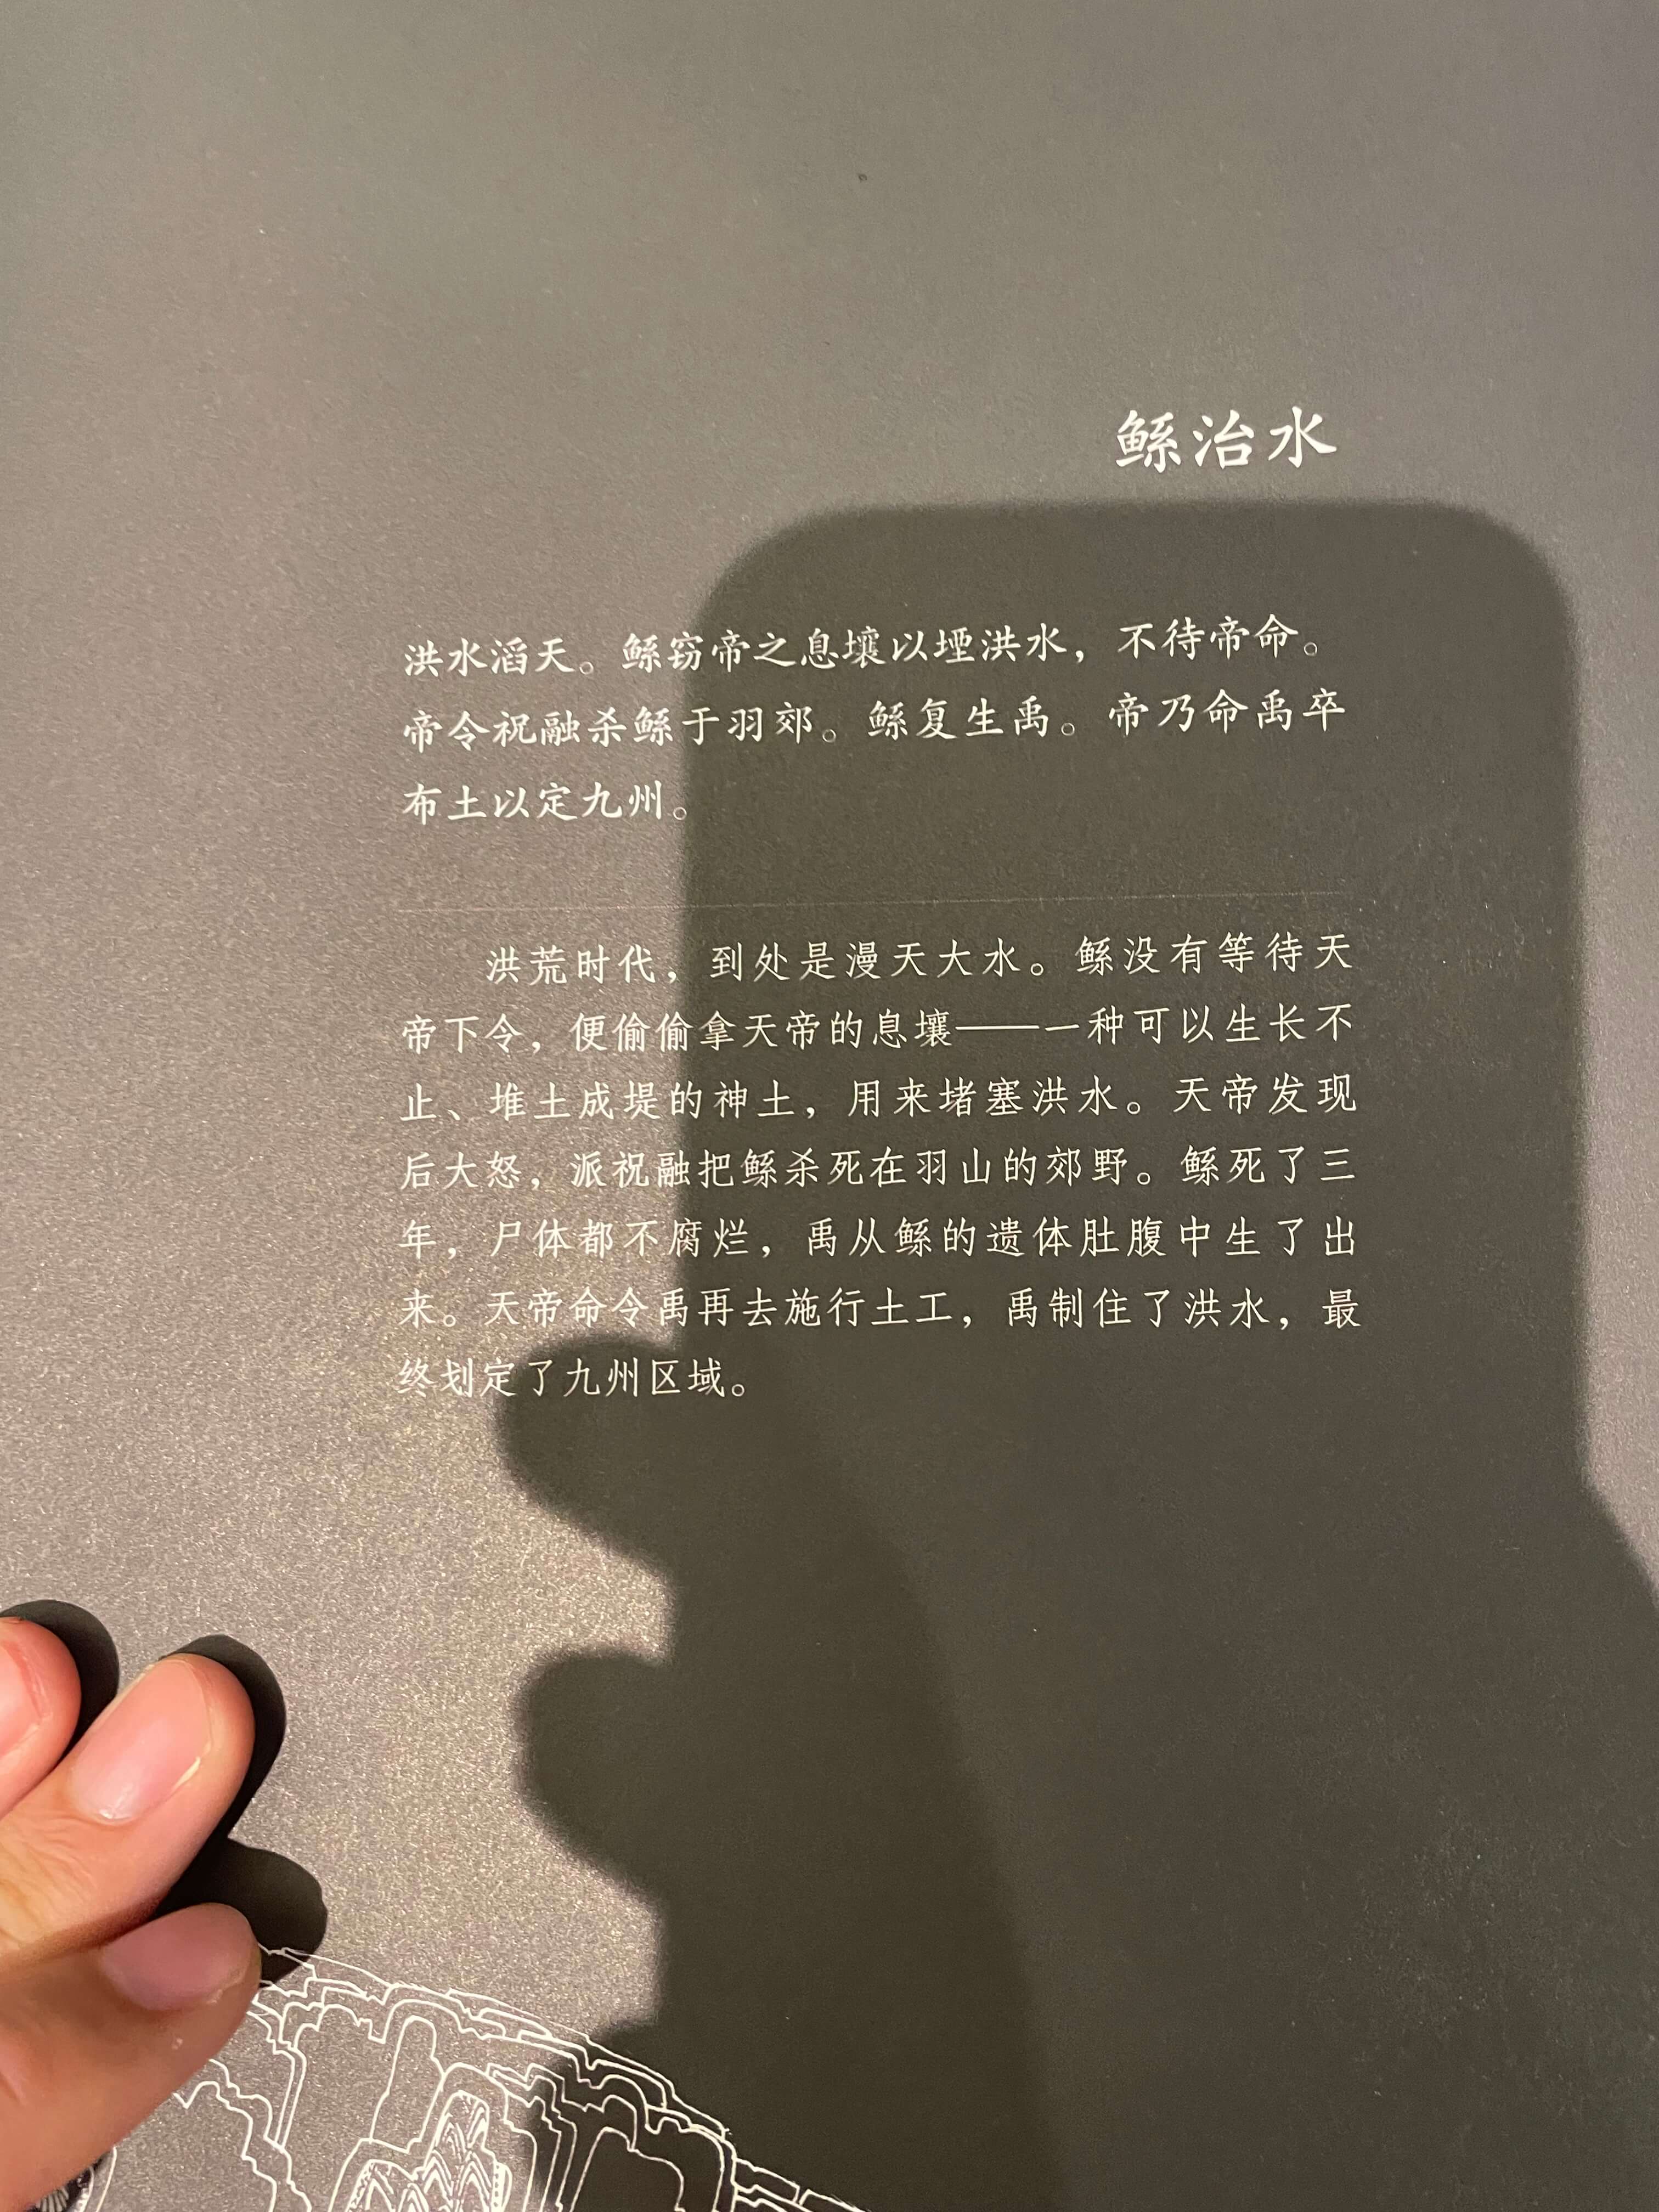 鲧治水
洪水滔天。鲧窃帝之息壤以堙洪水，不待帝命。
帝令祝融杀鲧于羽郊。鲧复生禹。帝乃命禹卒
布土以定九州。
洪荒时代，到处是漫天大水。鲧没有等待天
帝下令，便偷偷拿天帝的息壤——一种可以生长不
止、堆土成堤的神土，用来堵塞洪水。天帝发现
后大怒，派祝融把鲧杀死在羽山的郊野。鲧死了三
年，尸体都不腐烂，禹从鲧的遗体肚腹中生了出
来。天帝命令禹再去施行土工，禹制住了洪水，最
终划定了九州区域。